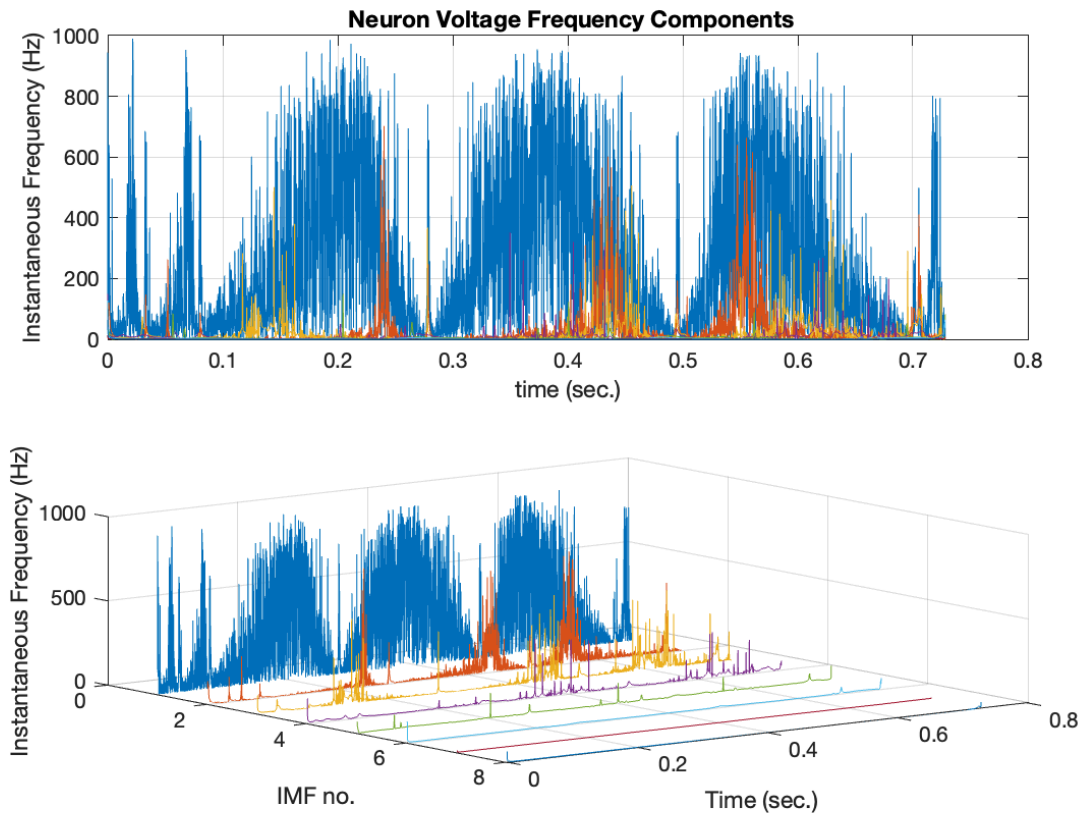 Neuron Voltage Frequency Components
Instantaneous Frequency (Hz)
1000
800
600
400
200
0
0 0.1 0.2 0.3 0.4 0.5 0.6 0.7 0.8
time (sec.)
Instantaneous Frequency (Hz)
1000
500
0
0
2
4
6
8
IMF no.
0
0.2
0.4
0.6
0.8
Time (sec.)